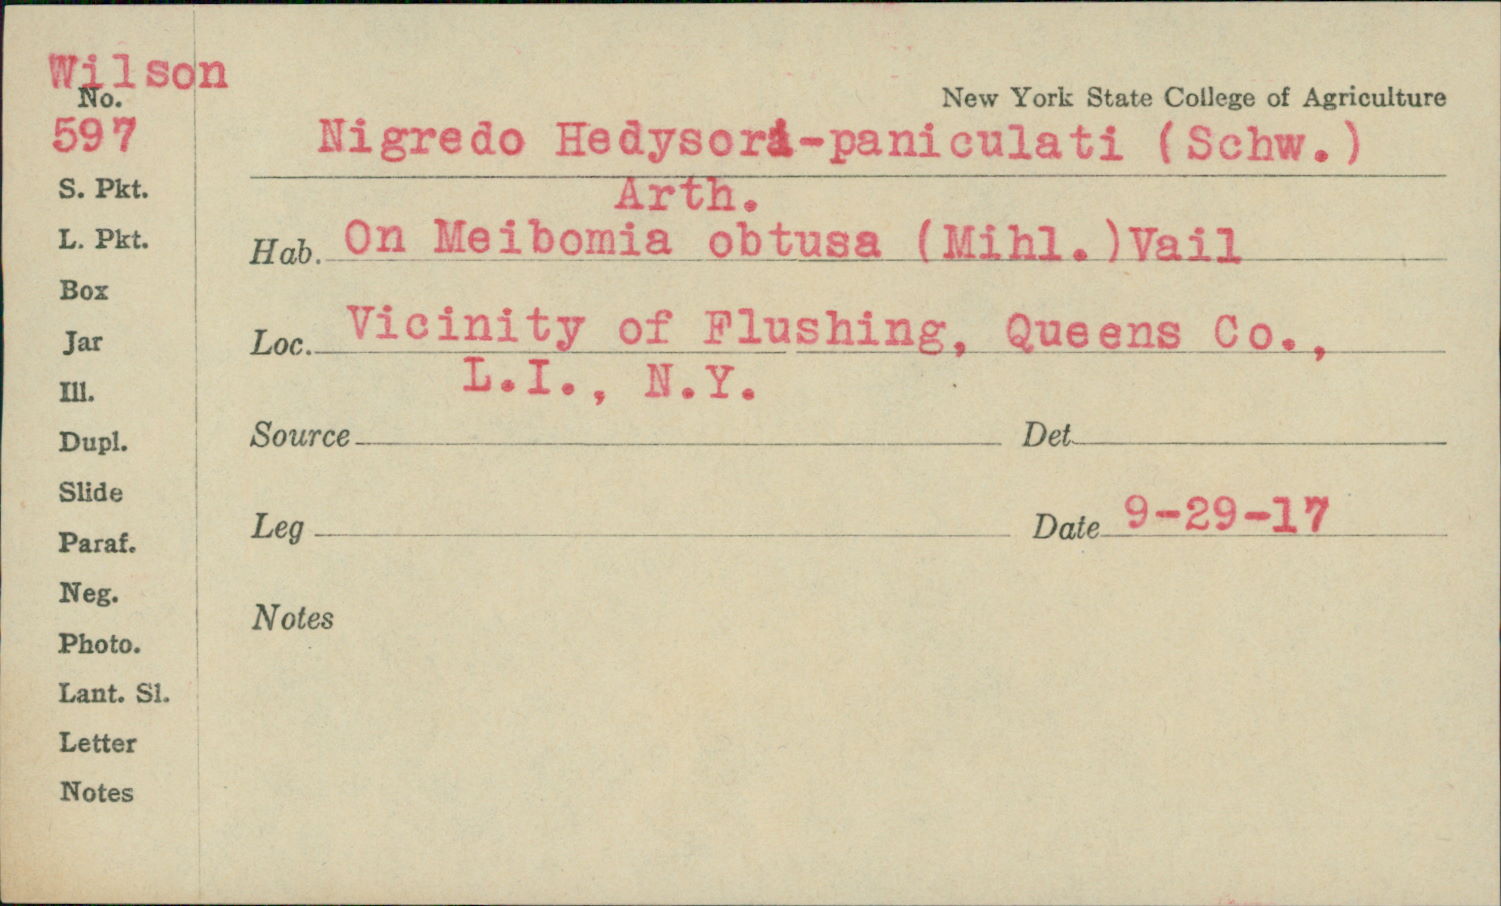 Wilson
No.
597
New York State College of Agriculture
Nigredo Hedysori-paniculati (Schw.)
Arth.
S. Pkt.
L. Pkt.
Hab. On Meibomia obtusa (Mihl.)Vail
Box
Jar
Loc. Vicinity of Flushing, Queens Co.,
L.I., N.Y.
Ill.
Dupl.
Source Det
Slide
Paraf.
Leg Date 9-29-17
Neg.
Notes
Photo.
Lant. Sl.
Letter
Notes